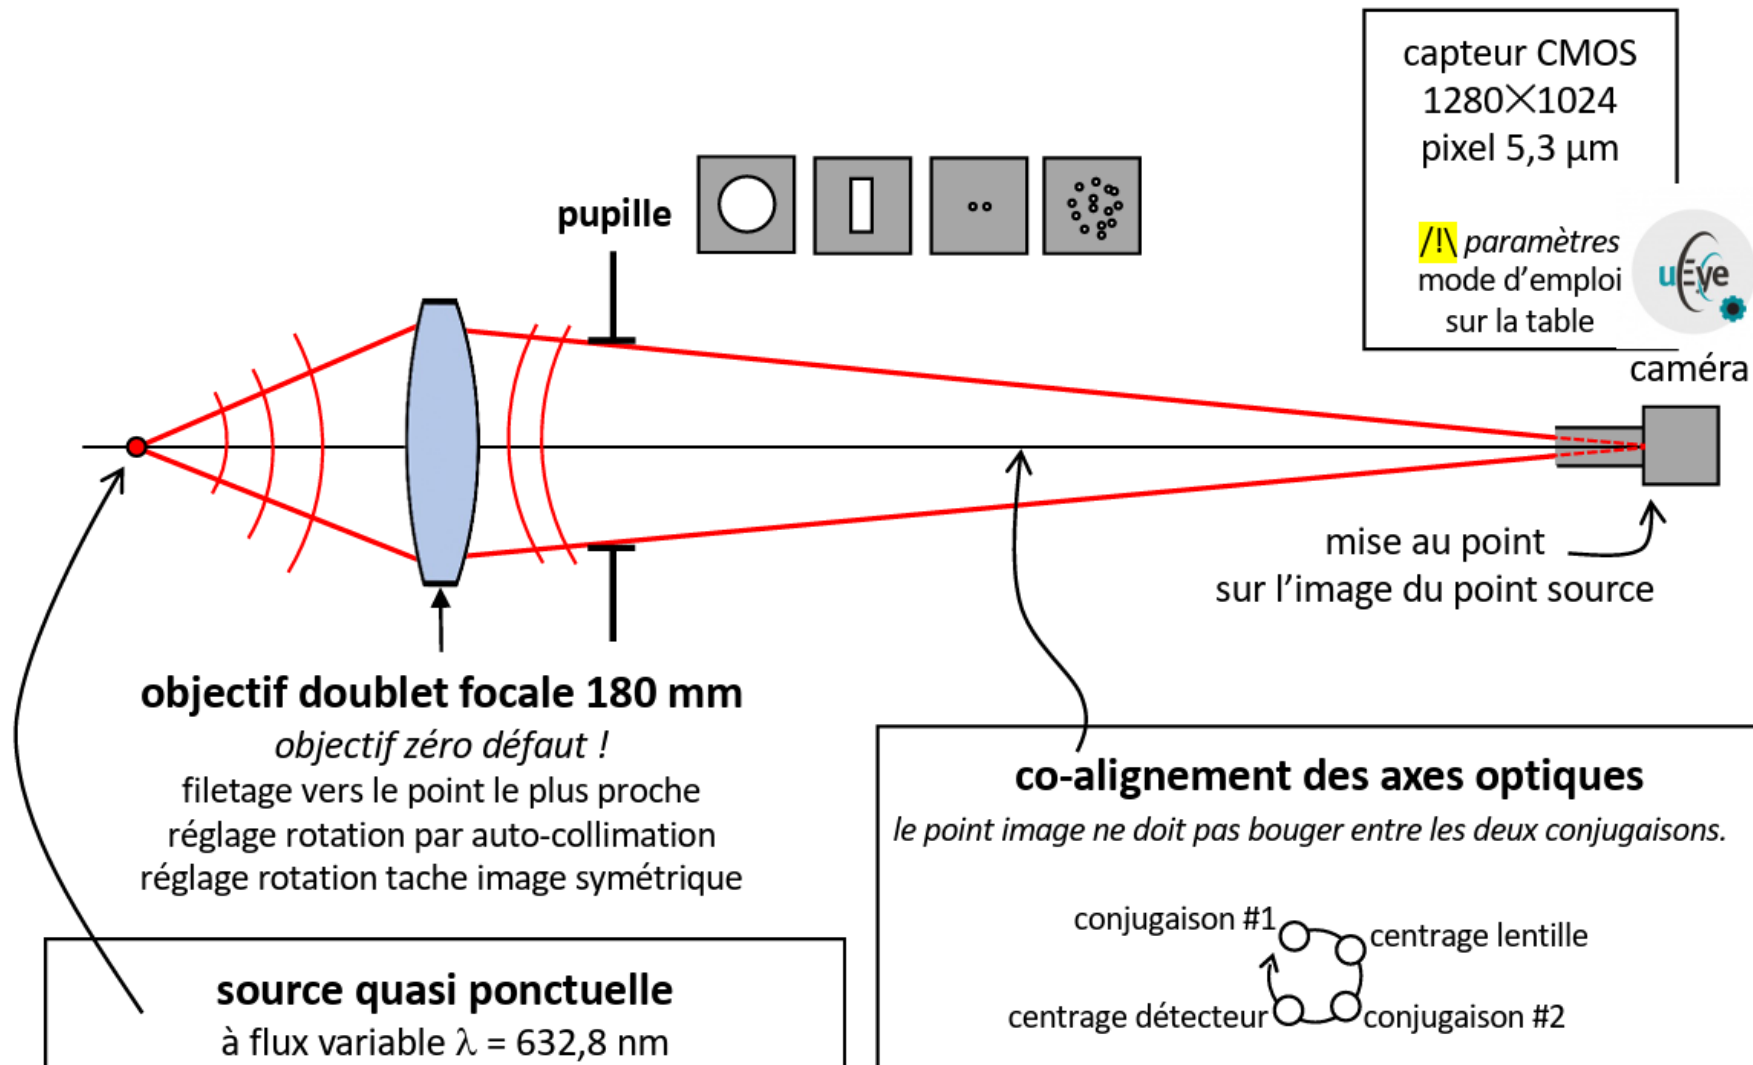 capteur CMOS
1280×1024
pixel 5,3 µm
/!\ paramètres
mode d’emploi
sur la table
uEye
caméra
pupille
mise au point
sur l’image du point source
objectif doublet focale 180 mm
objectif zéro défaut !
filetage vers le point le plus proche
réglage rotation par auto-collimation
réglage rotation tache image symétrique
co-alignement des axes optiques
le point image ne doit pas bouger entre les deux conjugaisons.
conjugaison #1
centrage lentille
centrage détecteur
conjugaison #2
source quasi ponctuelle
à flux variable λ = 632,8 nm